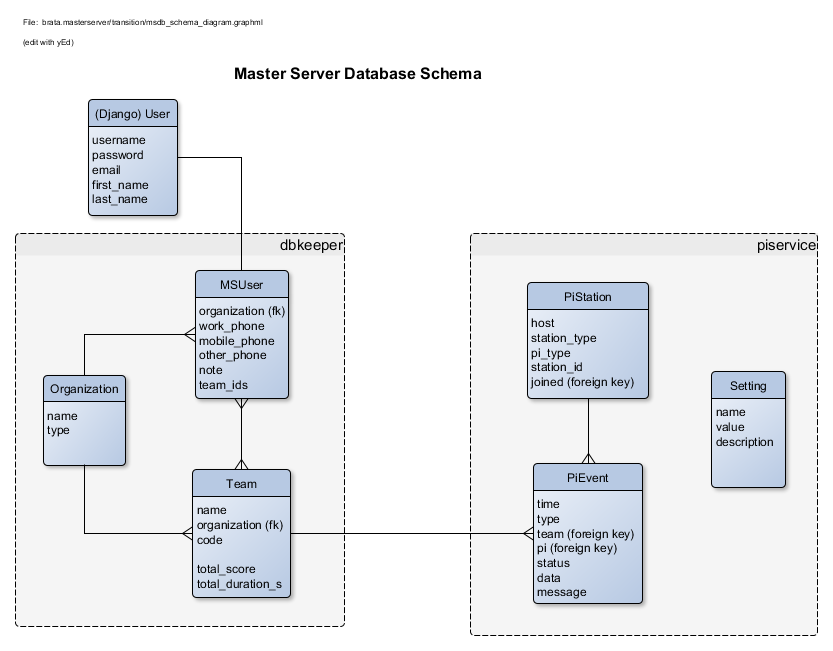 File: brata.masterserver/transition/msdb_schema_diagram.graphml
(edit with yEd)
Master Server Database Schema
(Django) User
username
password
email
first_name
last_name
dbkeeper
MSUser
organization (fk)
work_phone
mobile_phone
other_phone
note
team_ids
Organization
name
type
Team
name
organization (fk)
code
total_score
total_duration_s
piservice
PiStation
host
station_type
pi_type
station_id
joined (foreign key)
Setting
name
value
description
PiEvent
time
type
team (foreign key)
pi (foreign key)
status
data
message